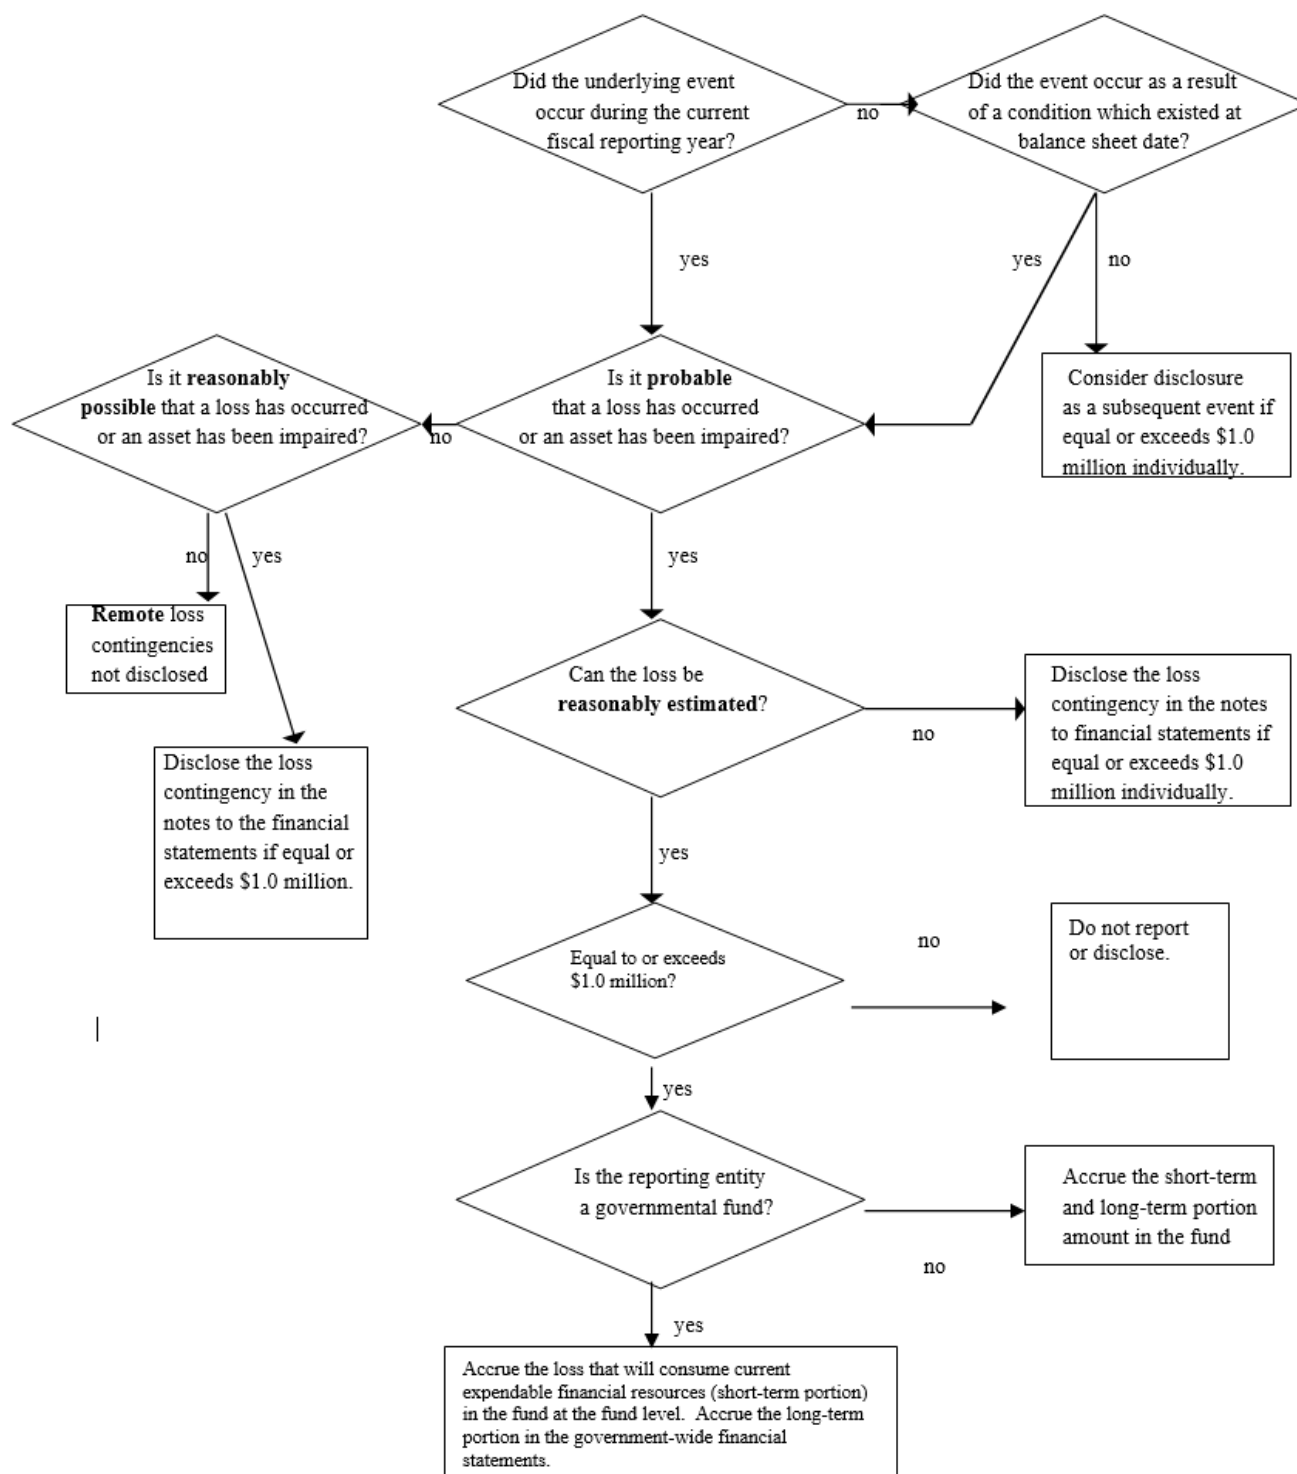 Did the underlying event
occur during the current
fiscal reporting year?
no
Did the event occur as a result
of a condition which existed at
balance sheet date?
yes
yes
no
Is it reasonably
possible that a loss has occurred
or an asset has been impaired?
no
Is it probable
that a loss has occurred
or an asset has been impaired?
Consider disclosure
as a subsequent event if
equal or exceeds $1.0
million individually.
no
yes
yes
Remote loss
contingencies
not disclosed
Can the loss be
reasonably estimated?
no
Disclose the loss
contingency in the notes
to financial statements if
equal or exceeds $1.0
million individually.
Disclose the loss
contingency in the
notes to the financial
statements if equal or
exceeds $1.0 million.
yes
Equal to or exceeds
$1.0 million?
no
Do not report
or disclose.
yes
Is the reporting entity
a governmental fund?
no
Accrue the short-term
and long-term portion
amount in the fund
yes
Accrue the loss that will consume current
expendable financial resources (short-term portion)
in the fund at the fund level.  Accrue the long-term
portion in the government-wide financial
statements.